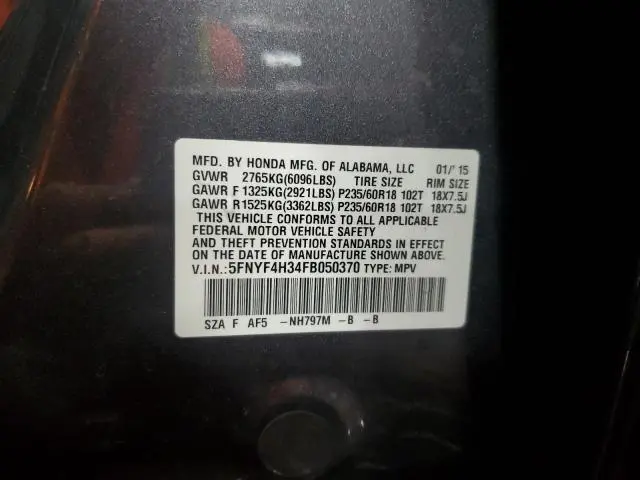 MFD. BY HONDA MFG. OF ALABAMA, LLC 01/'15
GVWR 2765KG(6096LBS) TIRE SIZE RIM SIZE
GAWR F 1325KG(2921LBS) P235/60R18 102T 18X7.5J
GAWR R1525KG(3362LBS) P235/60R18 102T 18X7.5J
THIS VEHICLE CONFORMS TO ALL APPLICABLE
FEDERAL MOTOR VEHICLE SAFETY
AND THEFT PREVENTION STANDARDS IN EFFECT
ON THE DATE OF MANUFACTURE SHOWN ABOVE.
V.I.N.:5FNYF4H34FB050370 TYPE: MPV
SZA F AF5 -NH797M -B -B